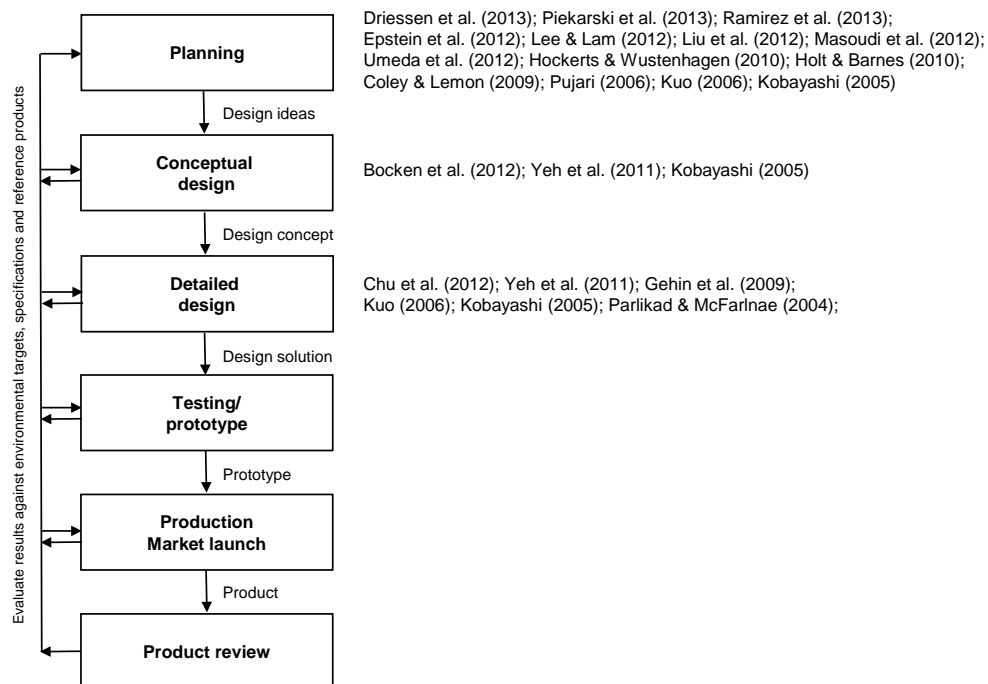 Planning
Driessen et al. (2013); Piekarski et al. (2013); Ramirez et al. (2013);
Epstein et al. (2012); Lee & Lam (2012); Liu et al. (2012); Masoudi et al. (2012);
Umeda et al. (2012); Hockerts & Wustenhagen (2010); Holt & Barnes (2010);
Coley & Lemon (2009); Pujari (2006); Kuo (2006); Kobayashi (2005)
Design ideas
Conceptual
design
Bocken et al. (2012); Yeh et al. (2011); Kobayashi (2005)
Design concept
Detailed
design
Chu et al. (2012); Yeh et al. (2011); Gehin et al. (2009);
Kuo (2006); Kobayashi (2005); Parlikad & McFarlnae (2004);
Design solution
Testing/
prototype
Prototype
Production
Market launch
Product
Product review
Evaluate results against environmental targets, specifications and reference products